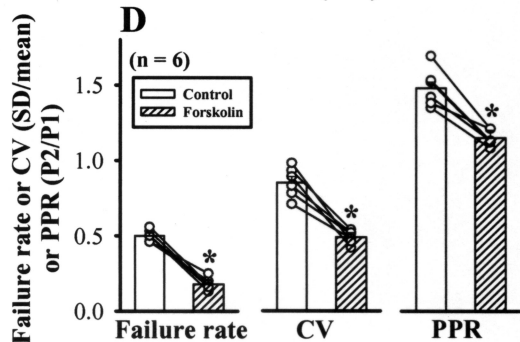 D
(n = 6)
Control
Forskolin
Failure rate or CV (SD/mean)
or PPR (P2/P1)
1.5
1.0
0.5
0.0
*
*
*
Failure rate CV PPR